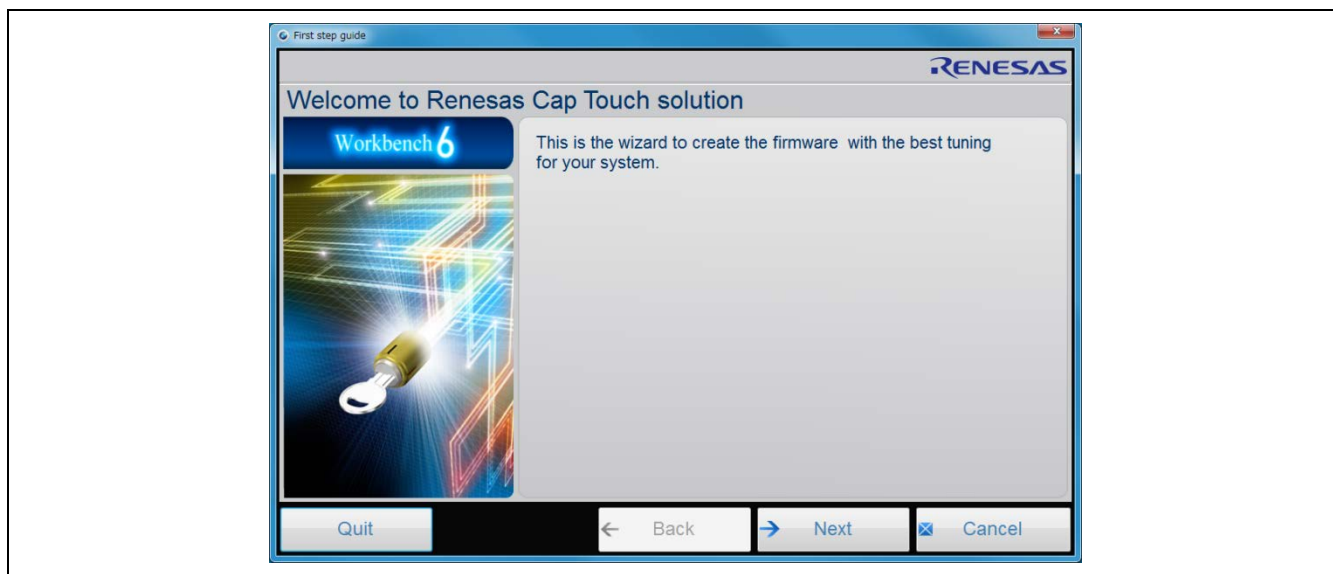 First step guide
RENESAS
Welcome to Renesas Cap Touch solution
Workbench 6
This is the wizard to create the firmware with the best tuning
for your system.
Quit
Back
Next
Cancel